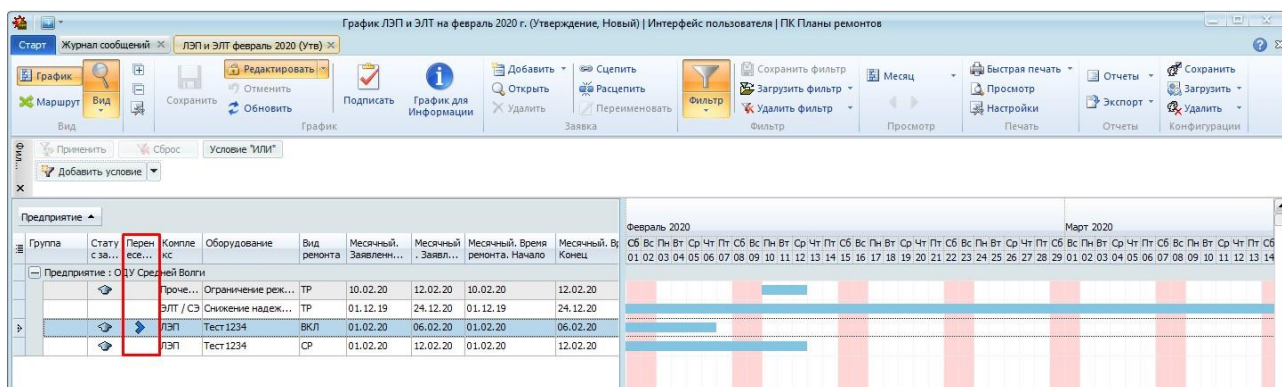 График ЛЭП и ЭЛТ на февраль 2020 г. (Утверждение, Новый) | Интерфейс пользователя | ПК Планы ремонтов
Старт Журнал сообщений ЛЭП и ЭЛТ февраль 2020 (Утв)
График Вид Сохранить Редактировать Подписать График для Информации Добавить Сцепить Фильтр Сохранить фильтр Месяц Быстрая печать Отчеты Сохранить
Маршрут Отменить Открыть Расцепить Загрузить фильтр Просмотр Экспорт Загрузить
Обновить Удалить Переименовать Удалить фильтр Настройки Удалить
Вид График Заявка Фильтр Просмотр Печать Отчеты Конфигурации
Фил... Применить Сброс Условие "ИЛИ"
Добавить условие
Предприятие
Февраль 2020 Март 2020
Группа Стату с за... Перен есе... Компле кс Оборудование Вид ремонта Месячный. Заявленн... Месячный . Заявл... Месячный. Время ремонта. Начало Месячный. Вр Конец
Сб Вс Пн Вт Ср Чт Пт Сб Вс Пн Вт Ср Чт Пт Сб Вс Пн Вт Ср Чт Пт Сб Вс Пн Вт Ср Чт Пт Сб Вс Пн Вт Ср Чт Пт Сб Вс Пн Вт Ср Чт Пт Сб
01 02 03 04 05 06 07 08 09 10 11 12 13 14 15 16 17 18 19 20 21 22 23 24 25 26 27 28 29 01 02 03 04 05 06 07 08 09 10 11 12 13 14
Предприятие : ОДУ Средней Волги
Проче... Ограничение реж... ТР 10.02.20 12.02.20 10.02.20 12.02.20
ЭЛТ / СЭ Снижение надеж... ТР 01.12.19 24.12.20 01.12.19 24.12.20
ЛЭП Тест1234 ВКЛ 01.02.20 06.02.20 01.02.20 06.02.20
ЛЭП Тест1234 СР 01.02.20 12.02.20 01.02.20 12.02.20